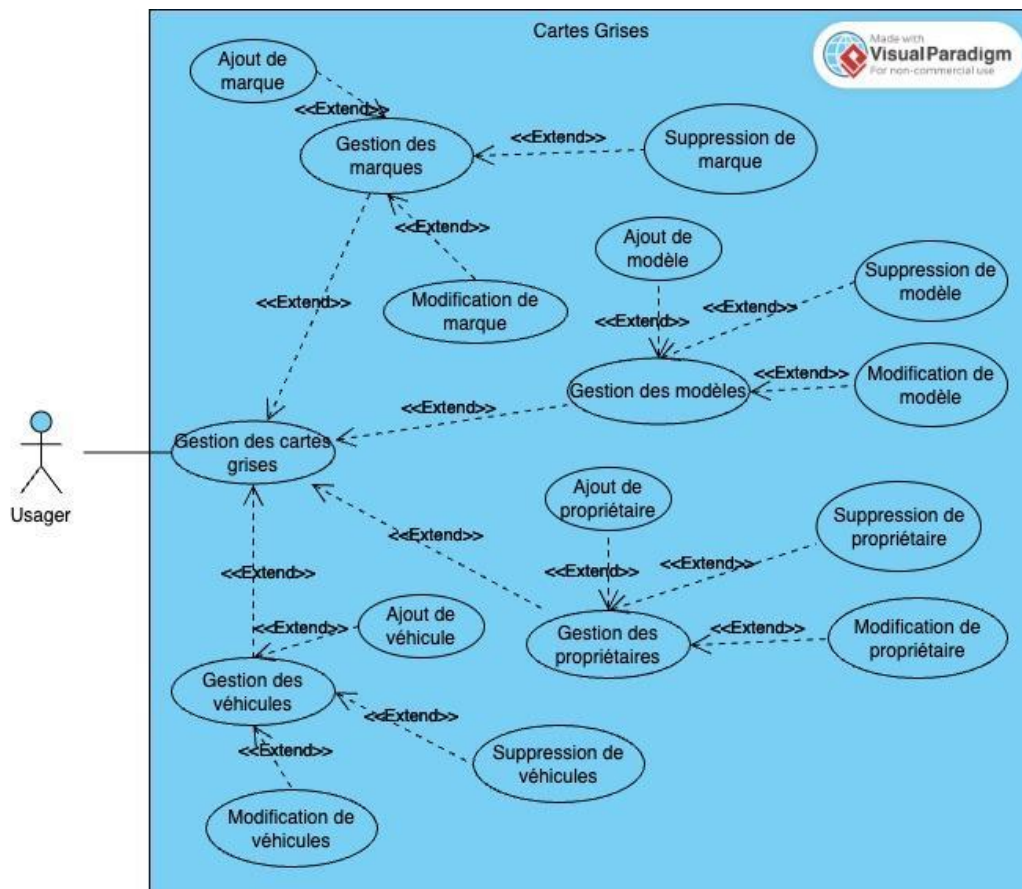 Cartes Grises
Made with
VisualParadigm
For non-commercial use
Ajout de
marque
<<Extend>>
Gestion des
marques
<<Extend>>
Suppression de
marque
<<Extend>>
Modification de
marque
<<Extend>>
Ajout de
modèle
Suppression de
modèle
<<Extend>>
<<Extend>>
Gestion des modèles
<<Extend>>
Modification de
modèle
<<Extend>>
Gestion des cartes
grises
Usager
Ajout de
propriétaire
Suppression de
propriétaire
<<Extend>>
<<Extend>>
<<Extend>>
<<Extend>>
Ajout de
véhicule
<<Extend>>
Gestion des
propriétaires
<<Extend>>
Modification de
propriétaire
Gestion des
véhicules
<<Extend>>
Suppression de
véhicules
<<Extend>>
Modification de
véhicules